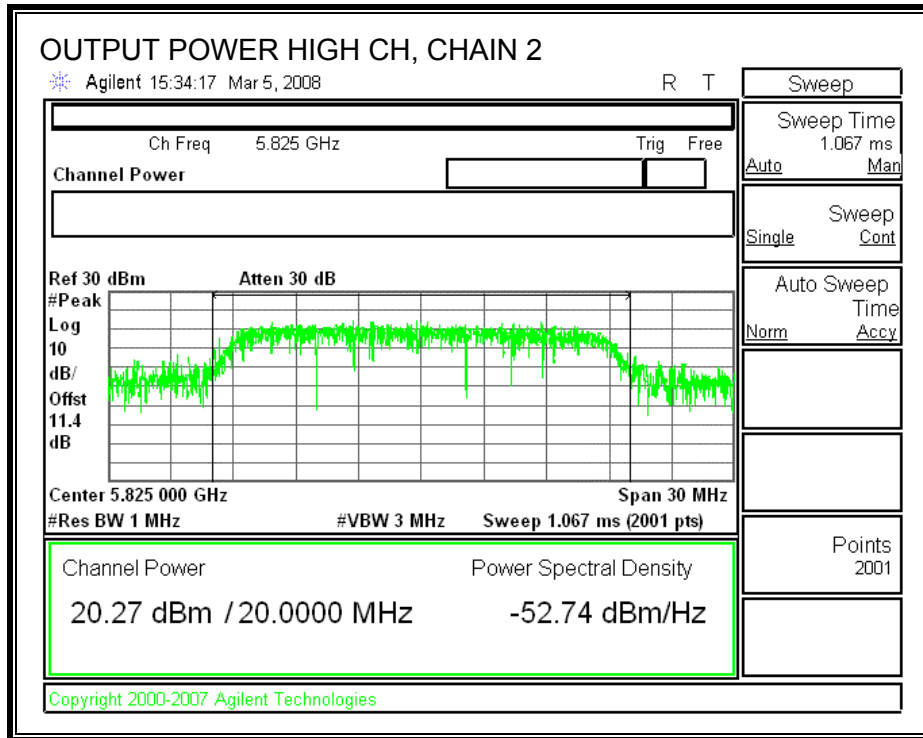 OUTPUT POWER HIGH CH, CHAIN 2
Agilent 15:34:17 Mar 5, 2008 R T
Ch Freq 5.825 GHz Trig Free
Channel Power
Ref 30 dBm Atten 30 dB
#Peak
Log
10
dB/
Offst
11.4
dB
Center 5.825 000 GHz Span 30 MHz
#Res BW 1 MHz #VBW 3 MHz Sweep 1.067 ms (2001 pts)
Channel Power Power Spectral Density
20.27 dBm / 20.0000 MHz -52.74 dBm/Hz
Copyright 2000-2007 Agilent Technologies
Sweep
Sweep Time
1.067 ms
Auto Man
Sweep
Single Cont
Auto Sweep
Time
Norm Accy
Points
2001